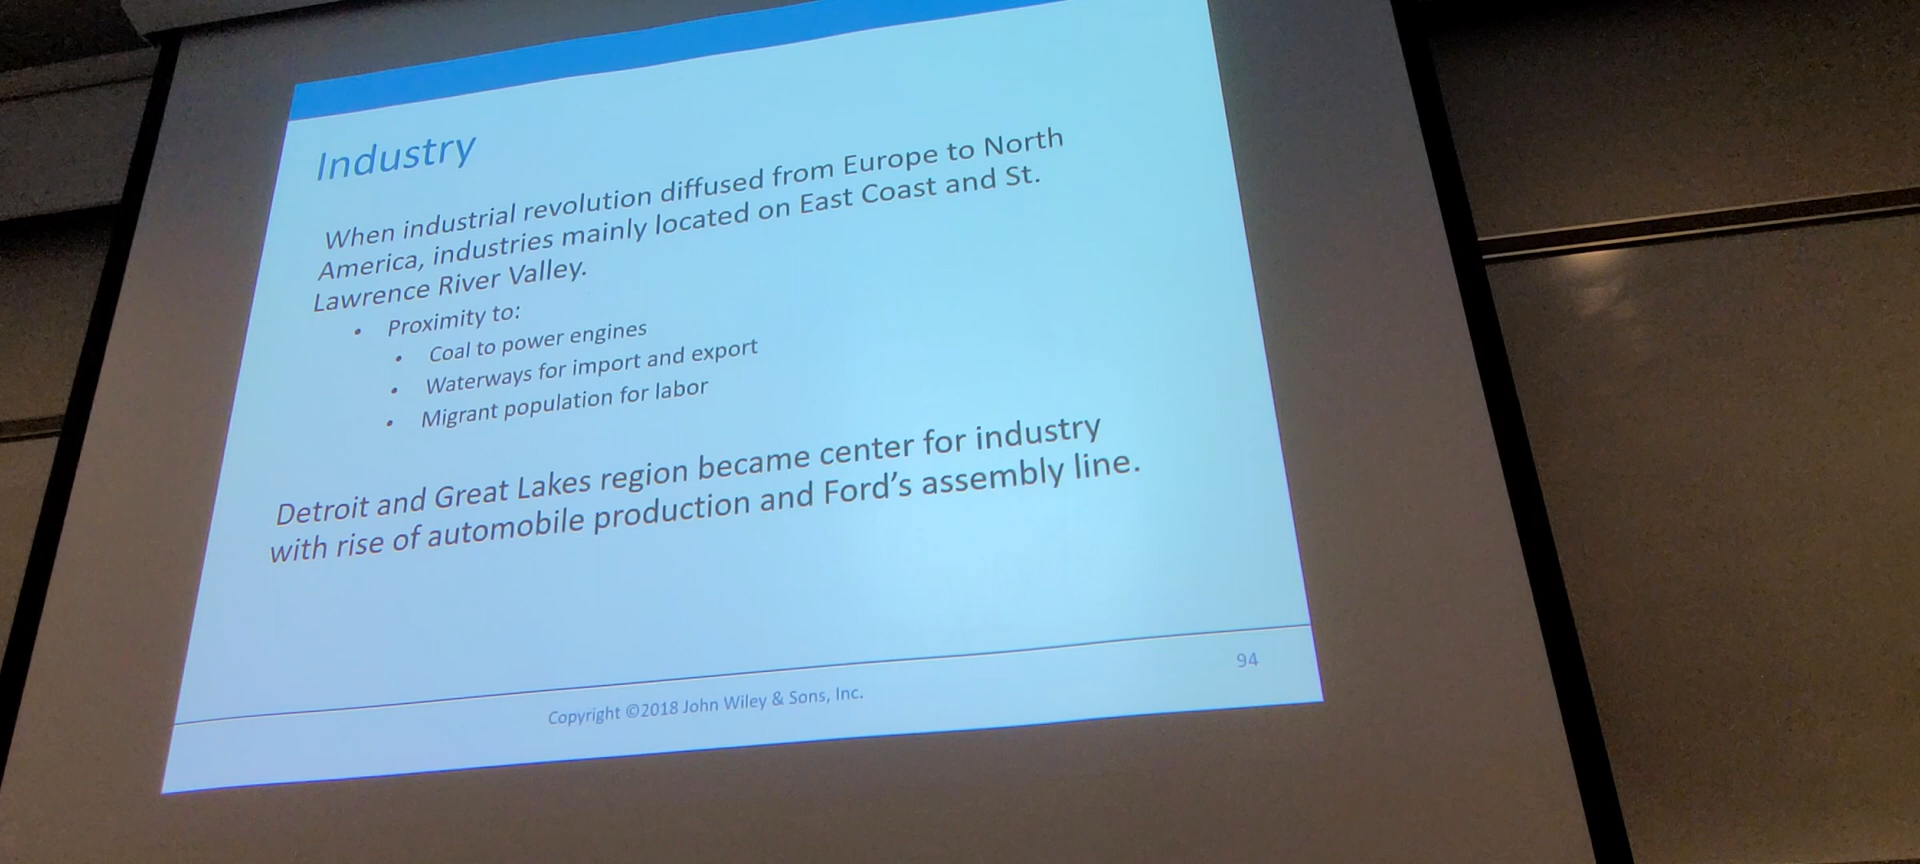 Industry
When industrial revolution diffused from Europe to North
America, industries mainly located on East Coast and St.
Lawrence River Valley.
• Proximity to:
• Coal to power engines
• Waterways for import and export
• Migrant population for labor
Detroit and Great Lakes region became center for industry
with rise of automobile production and Ford’s assembly line.
94
Copyright ©2018 John Wiley & Sons, Inc.